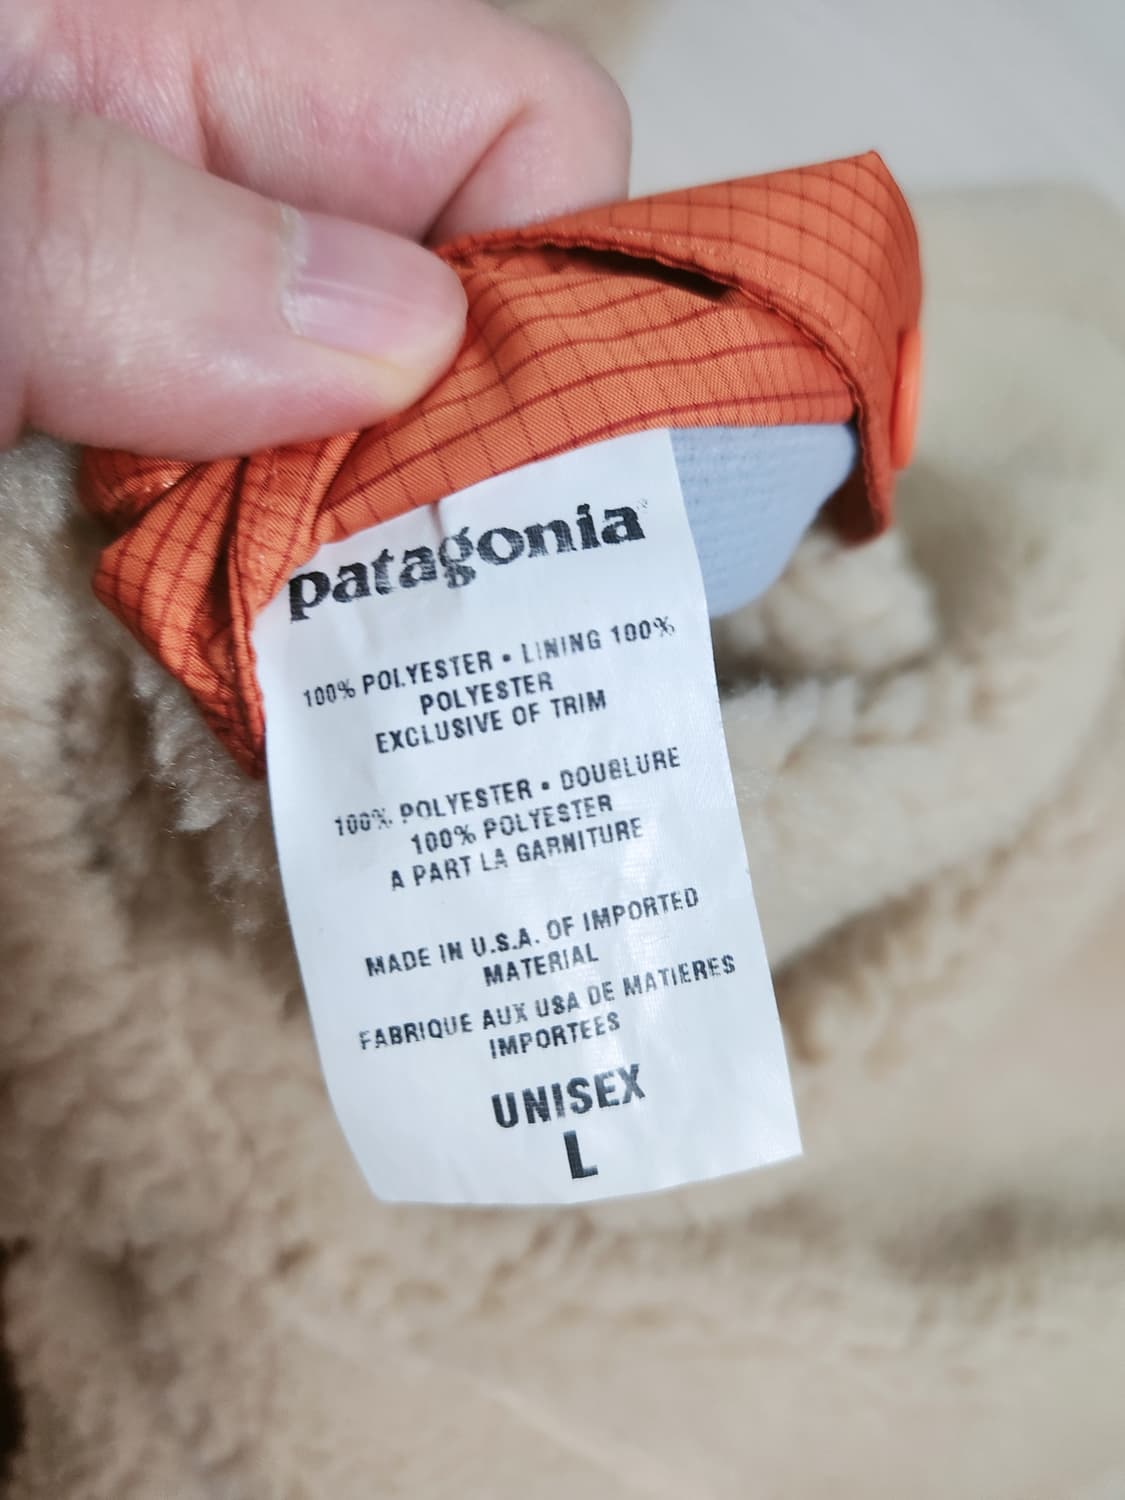 patagonia®
100% POLYESTER • LINING 100%
POLYESTER
EXCLUSIVE OF TRIM
100% POLYESTER • DOUBLURE
100% POLYESTER
A PART LA GARNITURE
MADE IN U.S.A. OF IMPORTED
MATERIAL
FABRIQUE AUX USA DE MATIERES
IMPORTEES
UNISEX
L